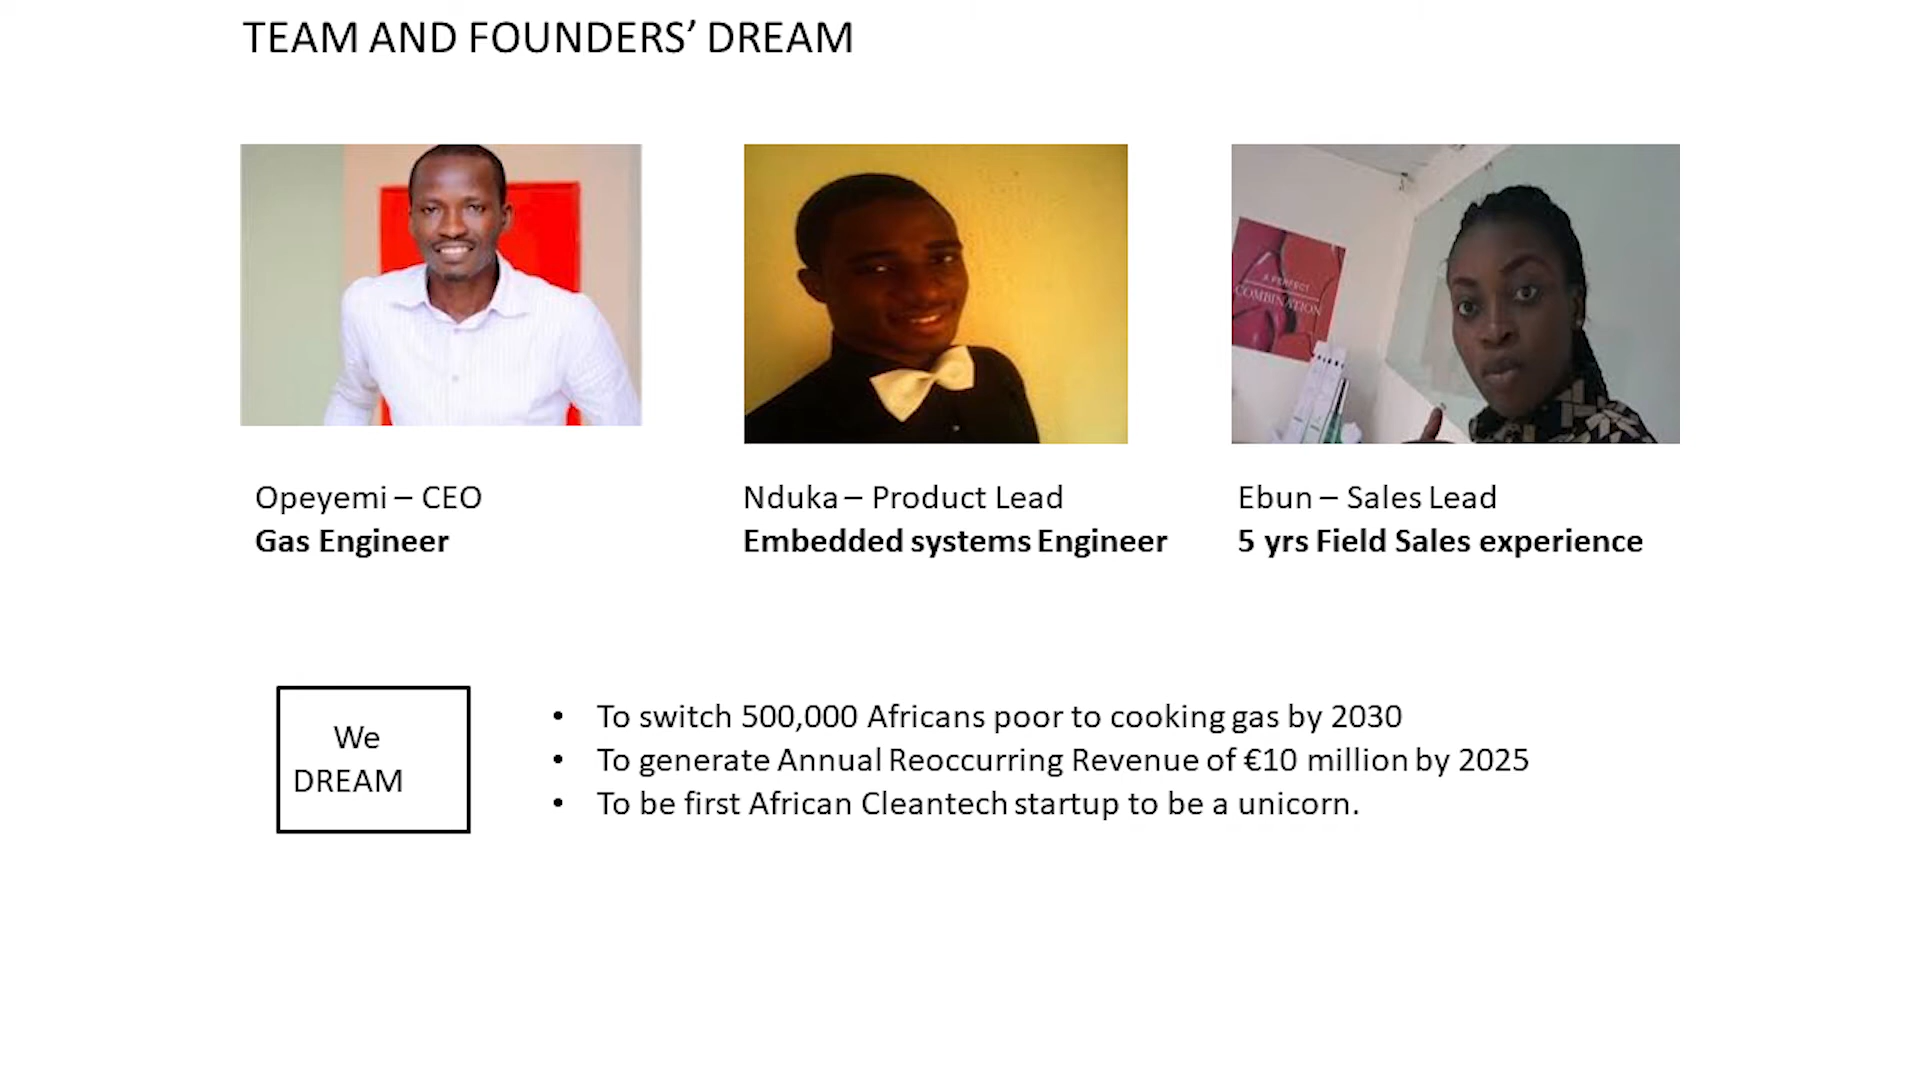 TEAM AND FOUNDERS’ DREAM
A PERFECT
COMBINATION
Opeyemi – CEO
Gas Engineer
Nduka – Product Lead
Embedded systems Engineer
Ebun – Sales Lead
5 yrs Field Sales experience
We
DREAM
• To switch 500,000 Africans poor to cooking gas by 2030
• To generate Annual Reoccurring Revenue of €10 million by 2025
• To be first African Cleantech startup to be a unicorn.